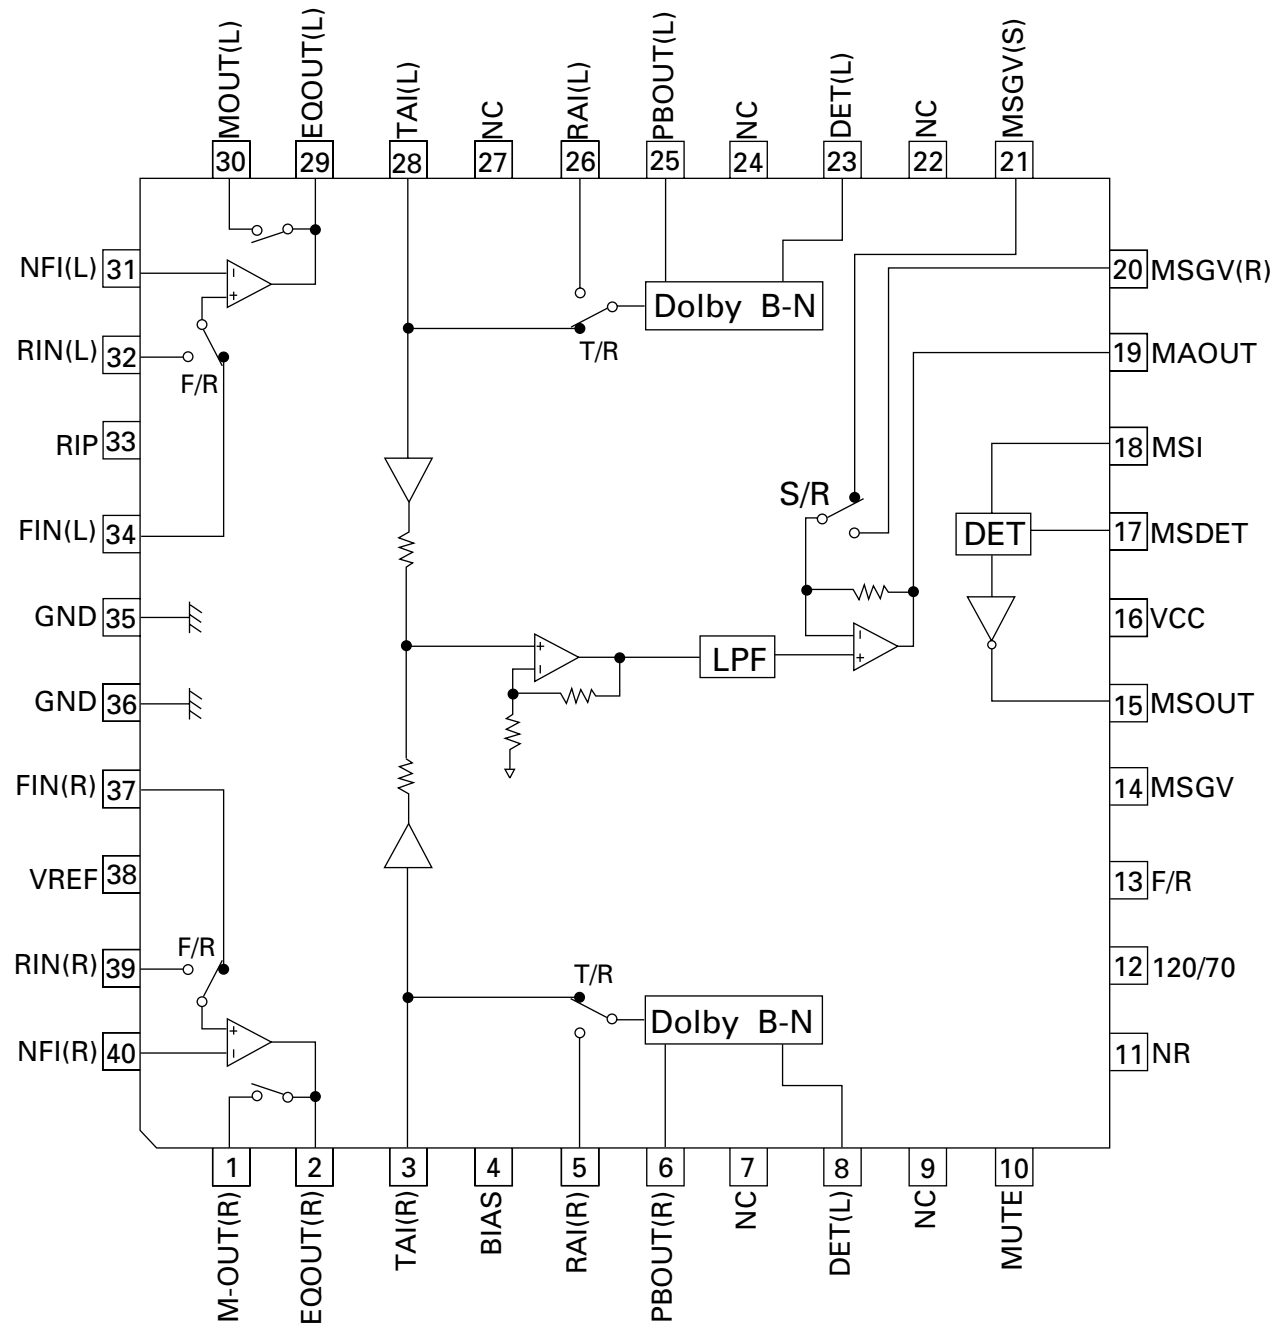 MOUT(L)
EQOUT(L)
TAI(L)
NC
RAI(L)
PBOUT(L)
NC
DET(L)
NC
MSGV(S)
30
29
28
27
26
25
24
23
22
21
NFI(L) 31
RIN(L) 32
RIP 33
FIN(L) 34
GND 35
GND 36
FIN(R) 37
VREF 38
RIN(R) 39
NFI(R) 40
20 MSGV(R)
19 MAOUT
18 MSI
17 MSDET
16 VCC
15 MSOUT
14 MSGV
13 F/R
12 120/70
11 NR
- +
F/R
Dolby B-N
T/R
S/R
DET
+ -
LPF
- +
F/R
+ -
T/R
Dolby B-N
1
2
3
4
5
6
7
8
9
10
M-OUT(R)
EQOUT(R)
TAI(R)
BIAS
RAI(R)
PBOUT(R)
NC
DET(L)
NC
MUTE